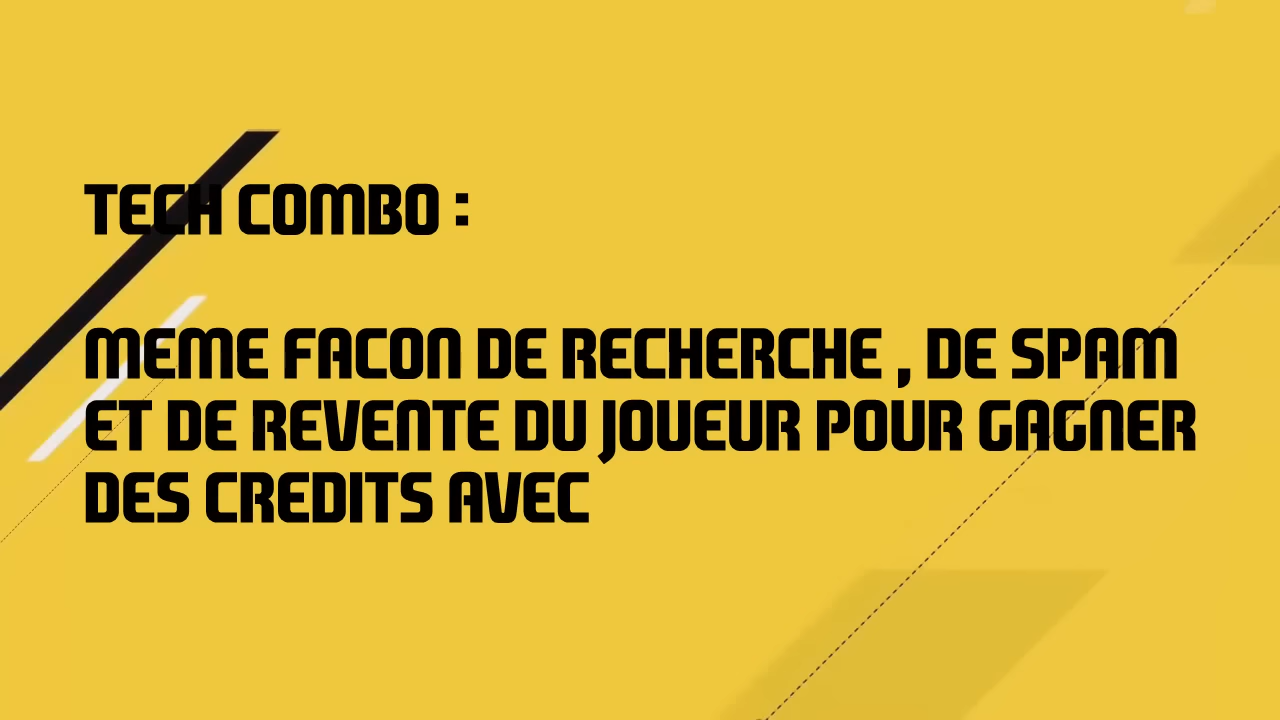 TECH COMBO :
MEME FACON DE RECHERCHE , DE SPAM
ET DE REVENTE DU JOUEUR POUR GAGNER
DES CREDITS AVEC